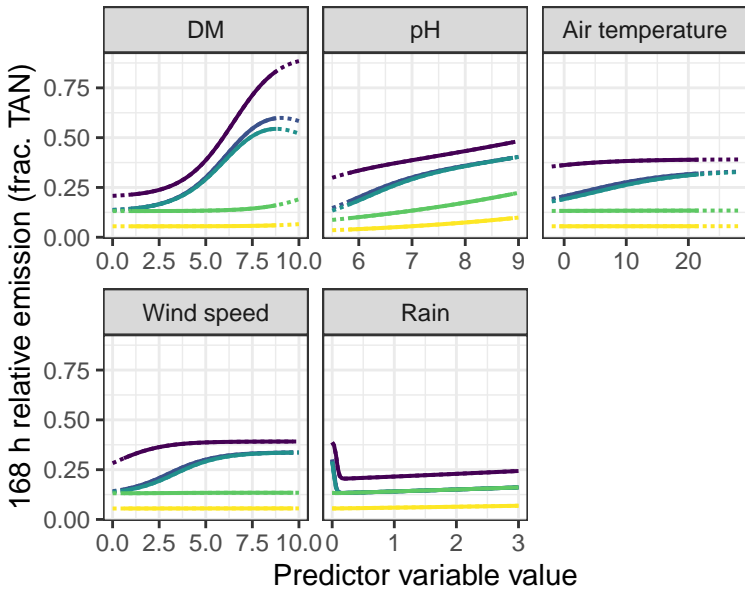 DM pH Air temperature
0.75
0.50
0.25
0.00
0.0 2.5 5.0 7.5 10.0 6 7 8 9 0 10 20
Wind speed Rain
0.75
0.50
0.25
0.00
0.0 2.5 5.0 7.5 10.0 0 1 2 3
Predictor variable value
168 h relative emission (frac. TAN)